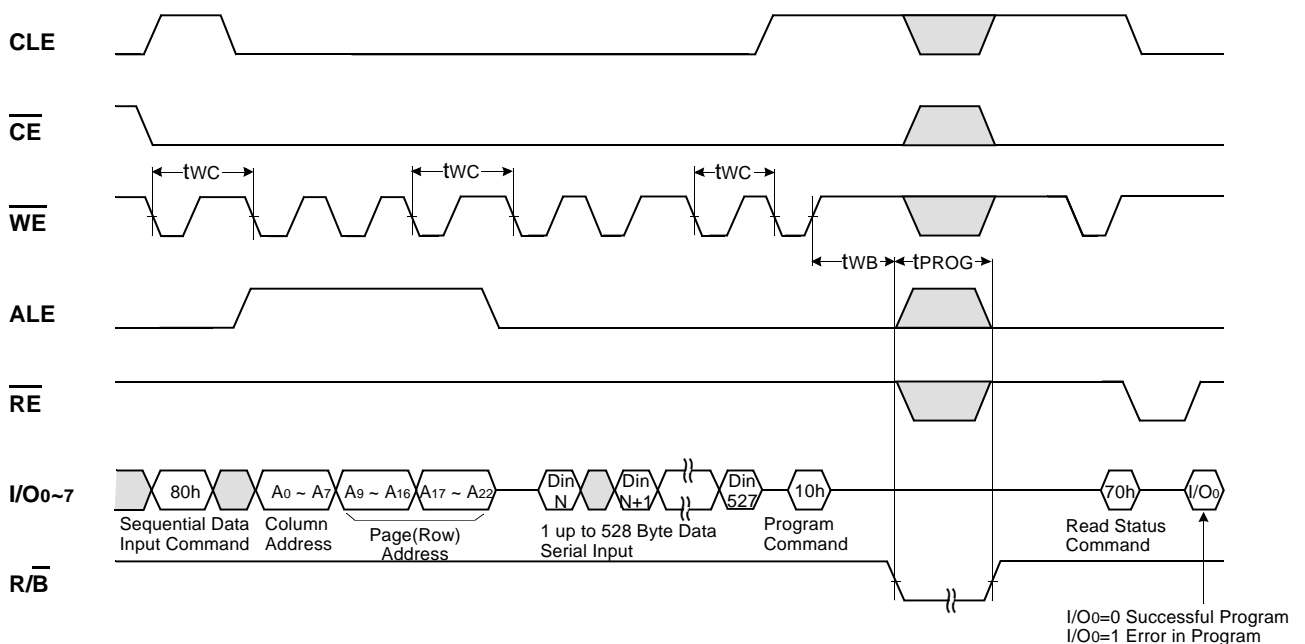 CLE
CE
tWC tWC tWC
WE
tWB tPROG
ALE
RE
I/O0~7
80h A0 ~ A7 A9 ~ A16 A17 ~ A22 Din N Din N+1 Din 527 10h 70h I/O0
Sequential Data Input Command
Column Address
Page(Row) Address
1 up to 528 Byte Data Serial Input
Program Command
Read Status Command
R/B
I/O0=0 Successful Program
I/O0=1 Error in Program